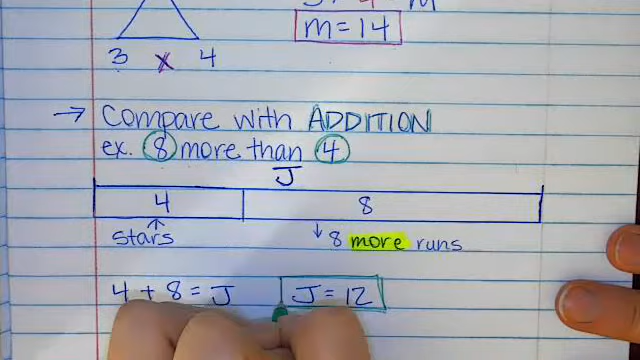 m = 14
3 x 4
→ Compare with ADDITION
ex. 8 more than 4
J
4 8
↑ stars ↓ 8 more runs
4 + 8 = J J = 12